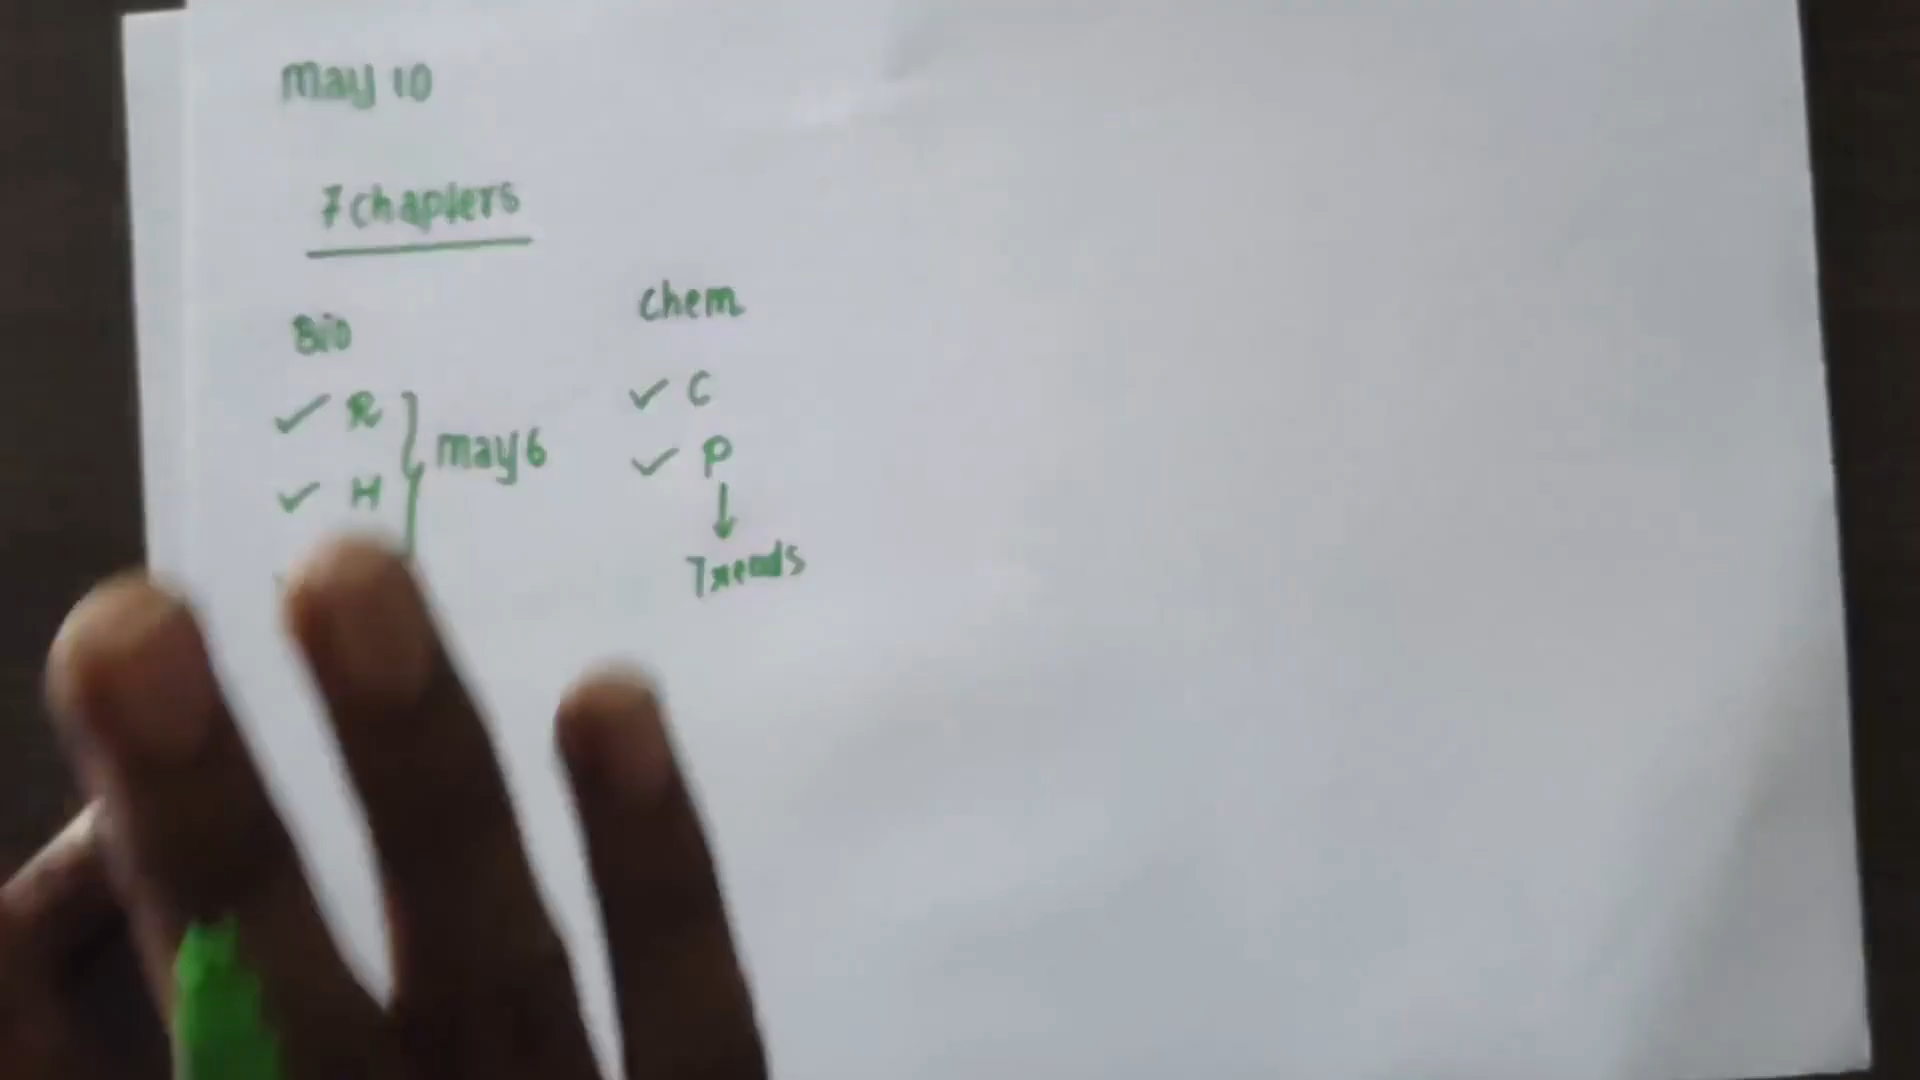 May 10
7 chapters
Bio
✓ R
✓ H
May 6
Chem
✓ C
✓ P
↓
Trends